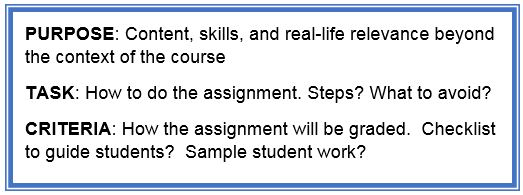 PURPOSE: Content, skills, and real-life relevance beyond
the context of the course
TASK: How to do the assignment. Steps? What to avoid?
CRITERIA: How the assignment will be graded.  Checklist
to guide students?  Sample student work?